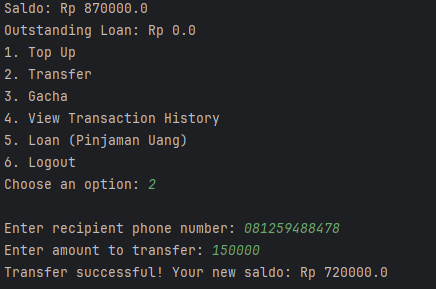 Saldo: Rp 870000.0
Outstanding Loan: Rp 0.0
1. Top Up
2. Transfer
3. Gacha
4. View Transaction History
5. Loan (Pinjaman Uang)
6. Logout
Choose an option: 2
Enter recipient phone number: 081259488478
Enter amount to transfer: 150000
Transfer successful! Your new saldo: Rp 720000.0